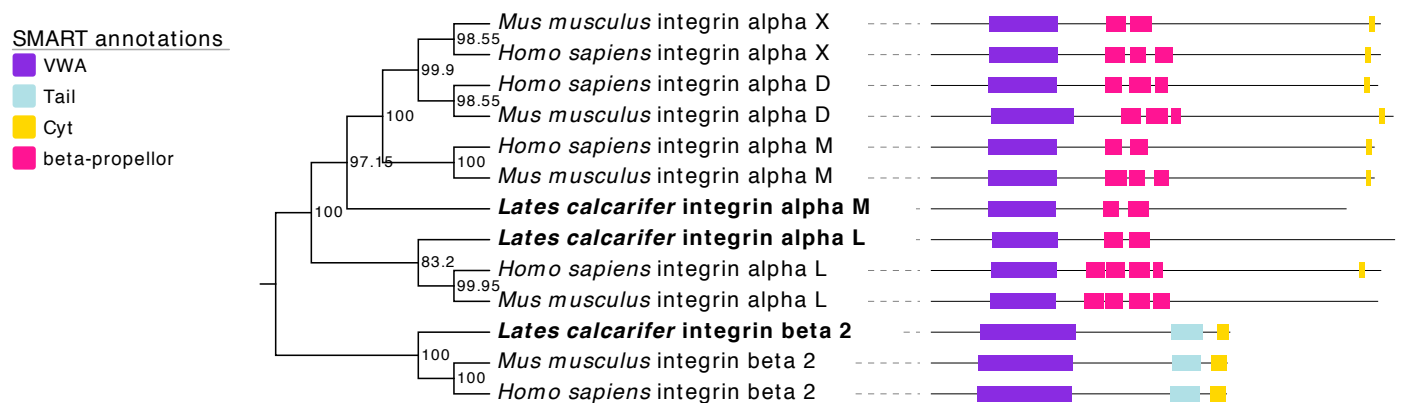 SMART annotations
VWA
Tail
Cyt
beta-propellor
Mus musculus integrin alpha X
98.55
Homo sapiens integrin alpha X
99.9
Homo sapiens integrin alpha D
98.55
Mus musculus integrin alpha D
100
Homo sapiens integrin alpha M
97.15
100
Mus musculus integrin alpha M
Lates calcarifer integrin alpha M
100
Lates calcarifer integrin alpha L
83.2
Homo sapiens integrin alpha L
99.95
Mus musculus integrin alpha L
Lates calcarifer integrin beta 2
100
Mus musculus integrin beta 2
100
Homo sapiens integrin beta 2